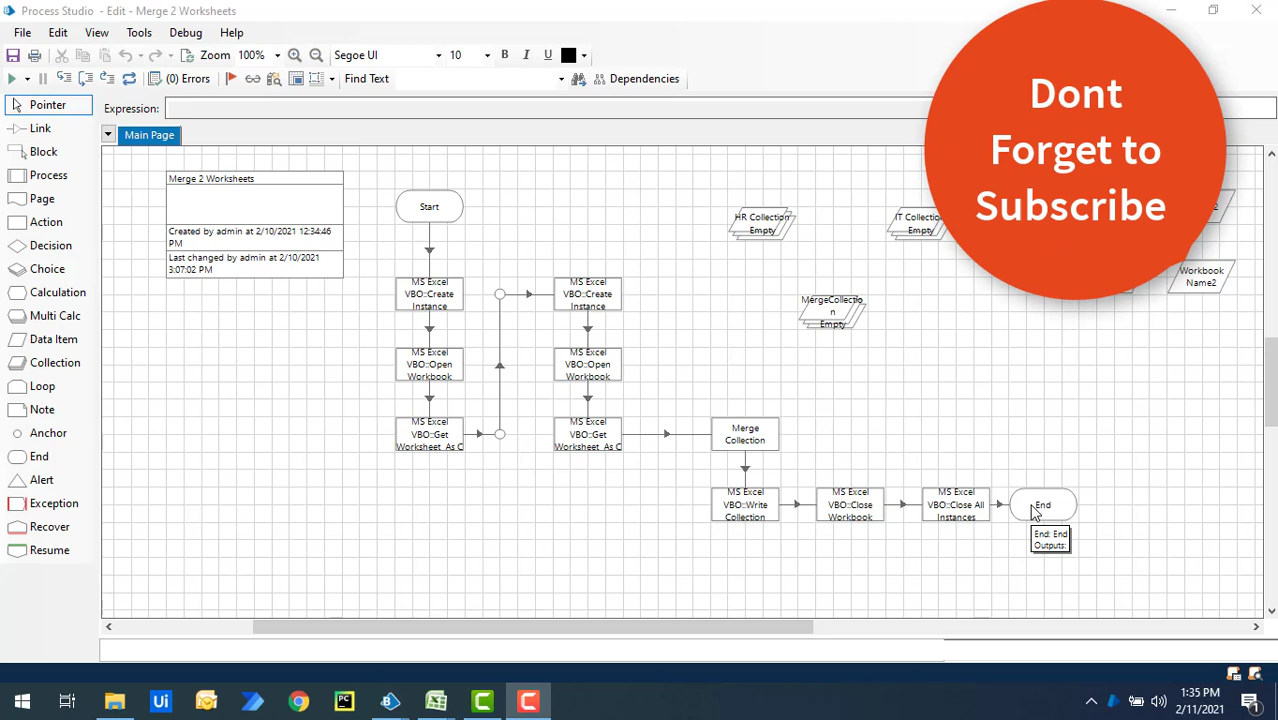 Process Studio - Edit - Merge 2 Worksheets
File Edit View Tools Debug Help
Zoom 100% Segoe UI 10 B I U
(0) Errors Find Text Dependencies
Pointer
Expression:
Link
Block
Process
Page
Action
Decision
Choice
Calculation
Multi Calc
Data Item
Collection
Loop
Note
Anchor
End
Alert
Exception
Recover
Resume
Main Page
Merge 2 Worksheets
Created by admin at 2/10/2021 12:34:46
PM
Last changed by admin at 2/10/2021
3:07:02 PM
Start
MS Excel
VBO::Create
Instance
MS Excel
VBO::Open
Workbook
MS Excel
VBO::Get
Worksheet As C
MS Excel
VBO::Create
Instance
MS Excel
VBO::Open
Workbook
MS Excel
VBO::Get
Worksheet As C
HR Collection
Empty
IT Collection
Empty
MergeCollectio
n
Empty
Workbook
Name2
Merge
Collection
MS Excel
VBO::Write
Collection
MS Excel
VBO::Close
Workbook
MS Excel
VBO::Close All
Instances
End
End: End
Outputs:
Dont
Forget to
Subscribe
Ui
PC
1:35 PM
2/11/2021
1